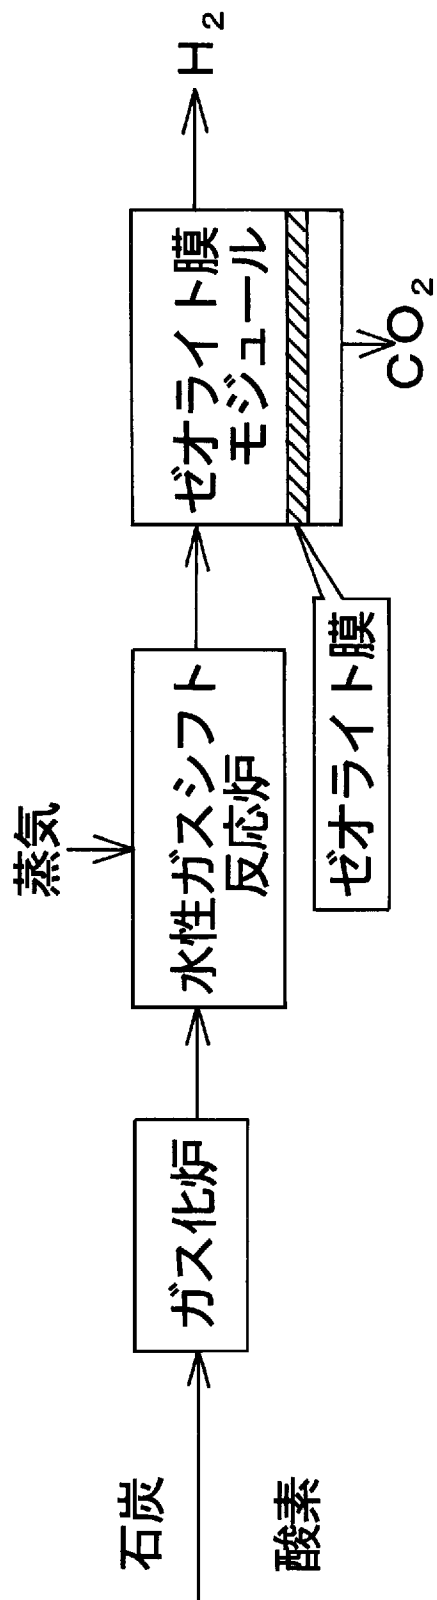 石炭
酸素
ガス化炉
蒸気
水性ガスシフト
反応炉
ゼオライト膜
モジュール
ゼオライト膜
H₂
CO₂